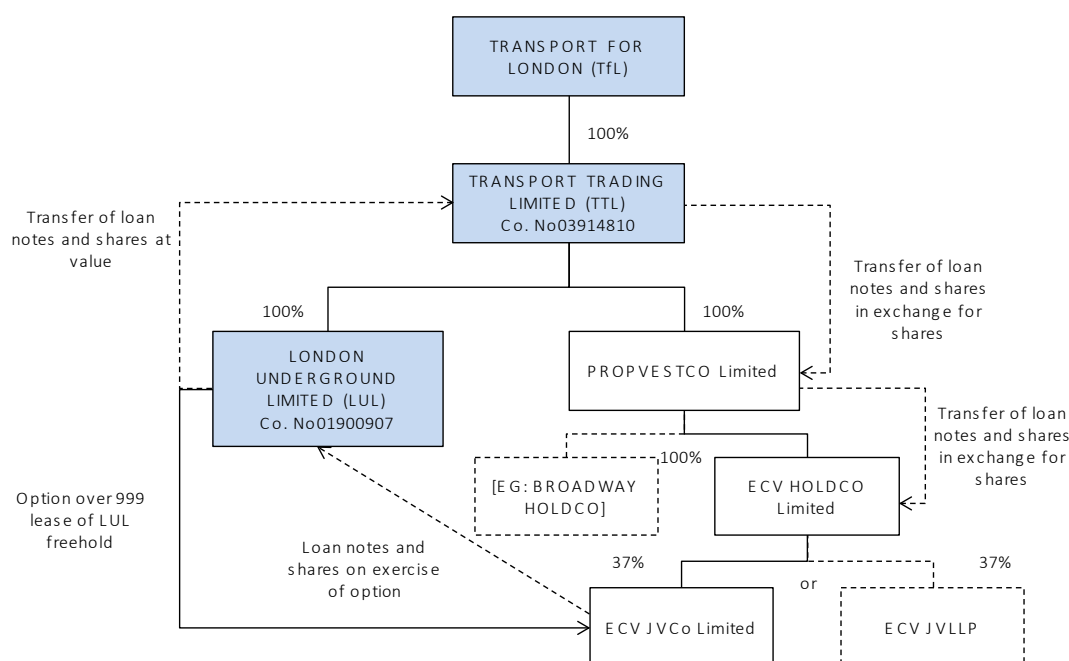 TRANSPORT FOR
LONDON (TfL)
100%
TRANSPORT TRADING
LIMITED (TTL)
Co. No03914810
Transfer of loan
notes and shares at
value
Transfer of loan
notes and shares
in exchange for
shares
100%
100%
LONDON
UNDERGROUND
LIMITED (LUL)
Co. No01900907
PROPVESTCO Limited
Transfer of loan
notes and shares
in exchange for
shares
100%
[EG: BROADWAY
HOLDCO]
ECV HOLDCO
Limited
Option over 999
lease of LUL
freehold
Loan notes and
shares on exercise
of option
37%
or
37%
ECV JVCo Limited
ECV JVLLP